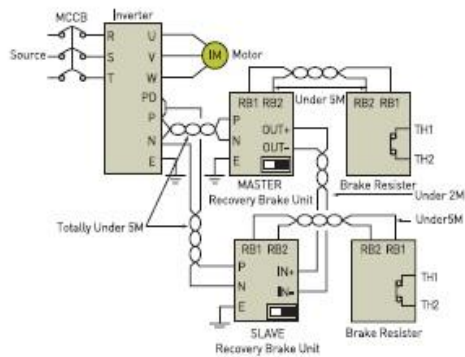 MCCB
Inverter
Source
R
S
T
U
V
W
IM
Motor
PD
P
N
E
RB1 RB2
Under 5M
RB2 RB1
P
N
E
OUT+
OUT-
TH1
TH2
MASTER
Recovery Brake Unit
Brake Resister
Under 2M
Totally Under 5M
Under5M
RB1 RB2
RB2 RB1
P
N
E
IN+
IN-
TH1
TH2
SLAVE
Recovery Brake Unit
Brake Resister